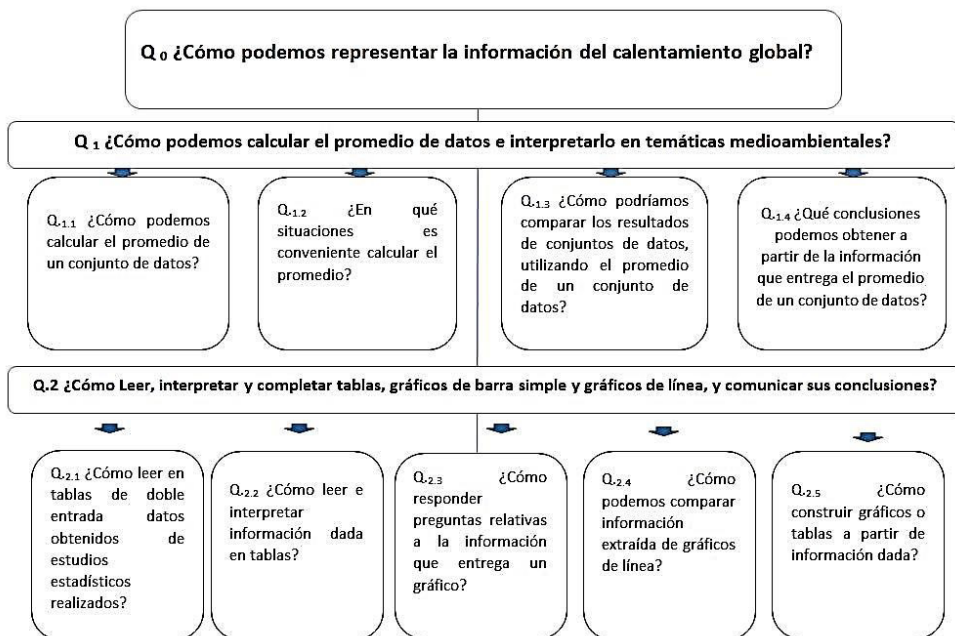 Q 0 ¿Cómo podemos representar la información del calentamiento global?
Q 1 ¿Cómo podemos calcular el promedio de datos e interpretarlo en temáticas medioambientales?
Q.1.1 ¿Cómo podemos
calcular el promedio de
un conjunto de datos?
Q.1.2 ¿En qué
situaciones es
conveniente calcular el
promedio?
Q.1.3 ¿Cómo podríamos
comparar los resultados
de conjuntos de datos,
utilizando el promedio
de un conjunto de
datos?
Q.1.4 ¿Qué conclusiones
podemos obtener a
partir de la información
que entrega el promedio
de un conjunto de datos?
Q.2 ¿Cómo Leer, interpretar y completar tablas, gráficos de barra simple y gráficos de línea, y comunicar sus conclusiones?
Q.2.1 ¿Cómo leer en
tablas de doble
entrada datos
obtenidos de
estudios
estadísticos
realizados?
Q.2.2 ¿Cómo leer e
interpretar
información dada
en tablas?
Q.2.3 ¿Cómo
responder
preguntas relativas
a la información
que entrega un
gráfico?
Q.2.4 ¿Cómo
podemos comparar
información
extraída de gráficos
de línea?
Q.2.5 ¿Cómo
construir gráficos o
tablas a partir de
información dada?